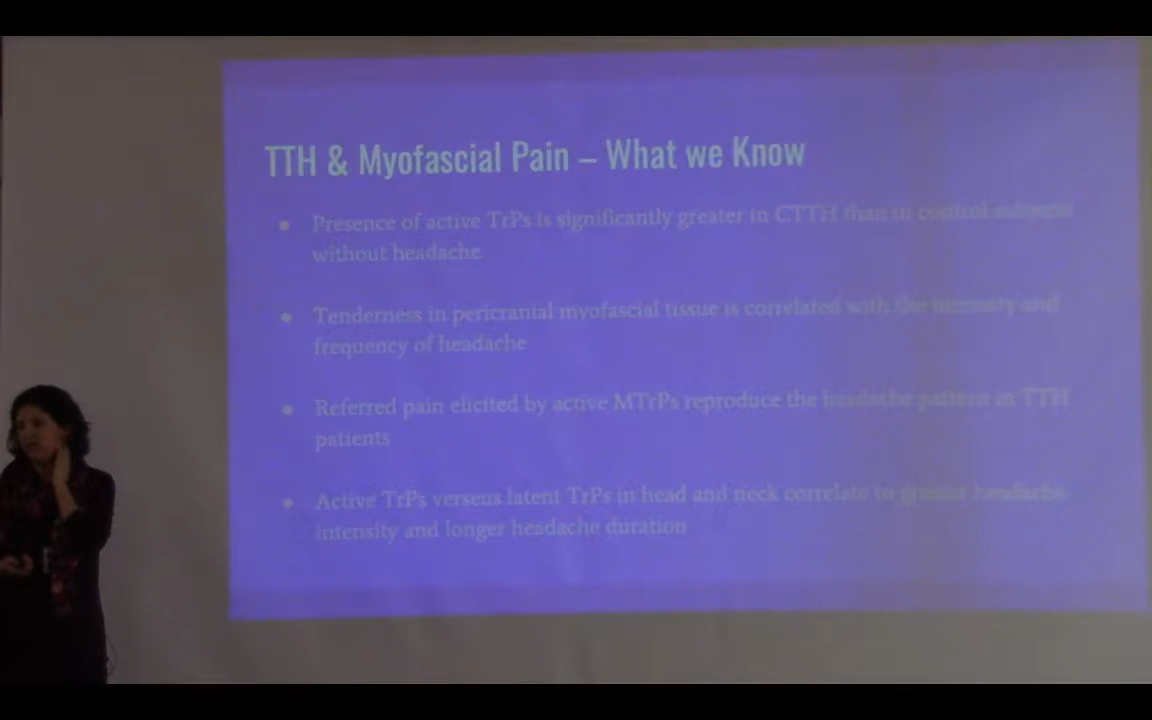 TTH & Myofascial Pain – What we Know
Presence of active TrPs is significantly greater in CTTH than in control subjects
without headache
Tenderness in pericranial myofascial tissue is correlated with the intensity and
frequency of headache
Referred pain elicited by active MTrPs reproduce the headache pattern in TTH
patients
Active TrPs verseus latent TrPs in head and neck correlate to greater headache
intensity and longer headache duration